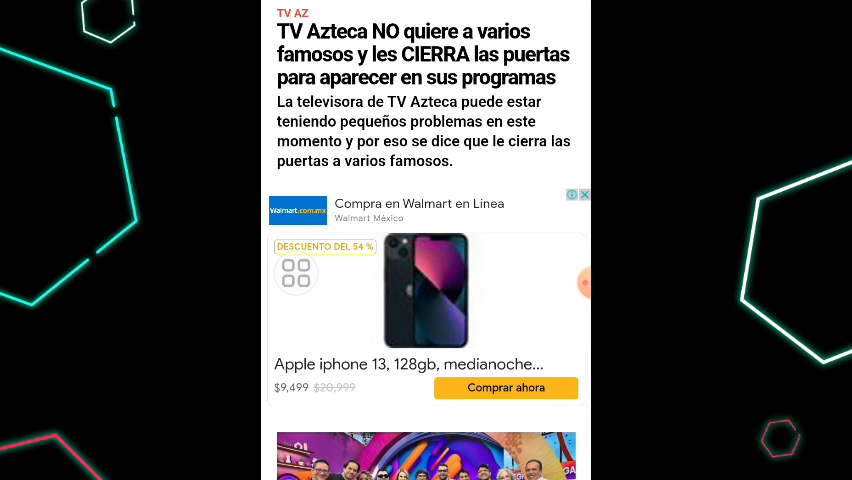 TV AZ
TV Azteca NO quiere a varios
famosos y les CIERRA las puertas
para aparecer en sus programas
La televisora de TV Azteca puede estar
teniendo pequeños problemas en este
momento y por eso se dice que le cierra las
puertas a varios famosos.
Walmart.com.mx
Compra en Walmart en Linea
Walmart México
DESCUENTO DEL 54 %
Apple iphone 13, 128gb, medianoche...
$9,499 $20,999
Comprar ahora